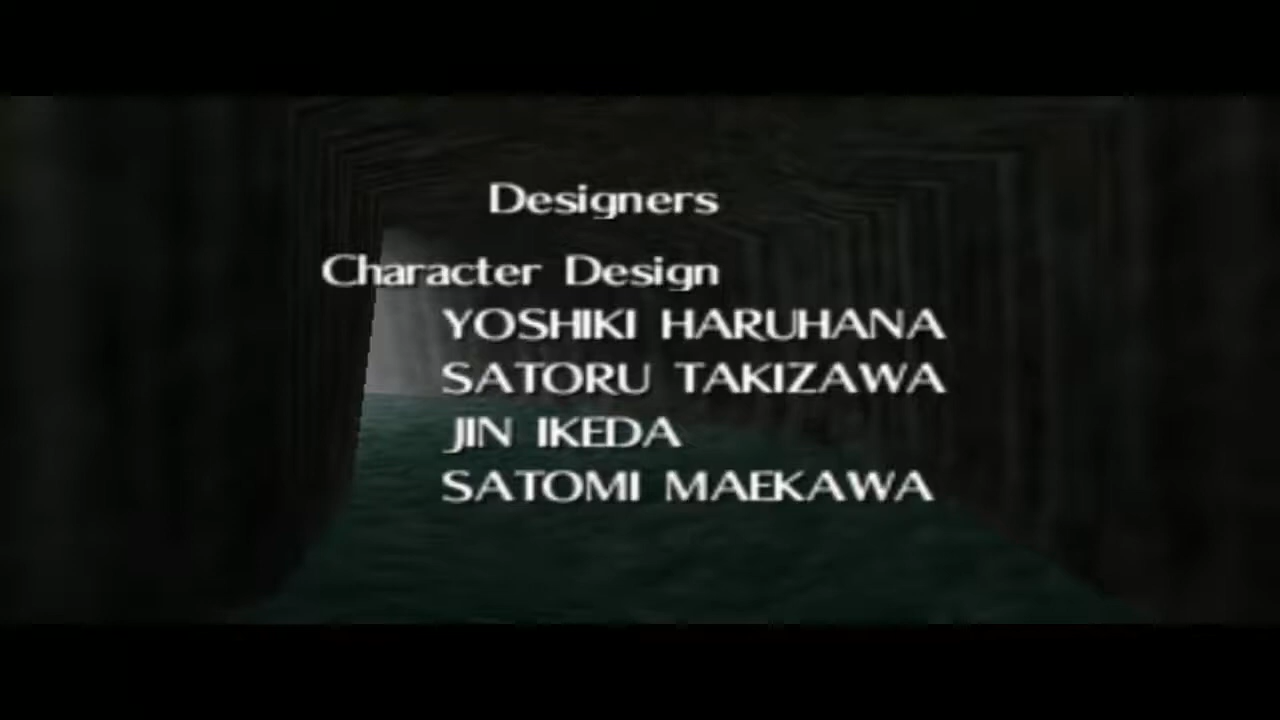 Designers
Character Design
YOSHIKI HARUHANA
SATORU TAKIZAWA
JIN IKEDA
SATOMI MAEKAWA